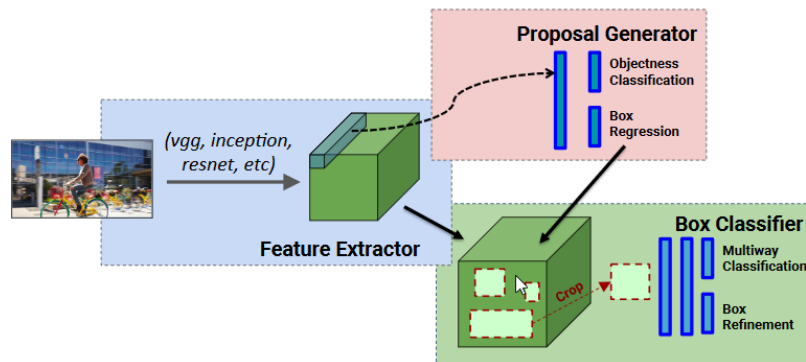 Proposal Generator
Objectness
Classification
Box
Regression
(vgg, inception,
resnet, etc)
Feature Extractor
Box Classifier
Crop
Multiway
Classification
Box
Refinement